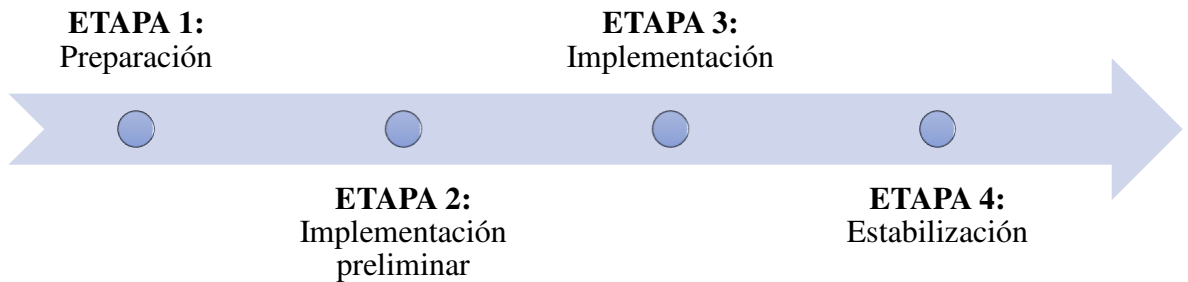 ETAPA 1:
Preparación
ETAPA 2:
Implementación
preliminar
ETAPA 3:
Implementación
ETAPA 4:
Estabilización